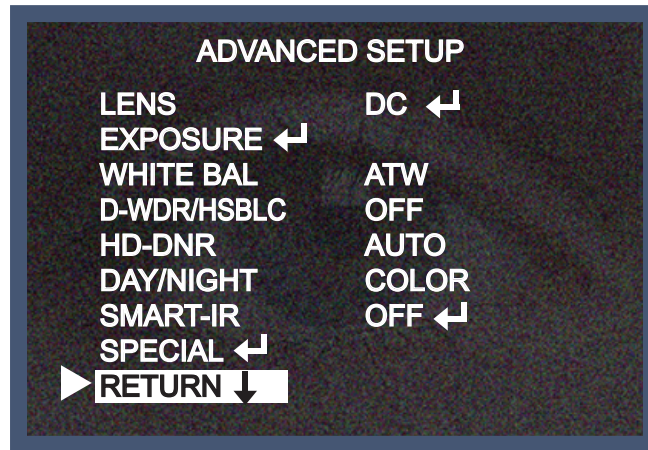 ADVANCED SETUP
LENS DC ↵
EXPOSURE ↵
WHITE BAL ATW
D-WDR/HSBLC OFF
HD-DNR AUTO
DAY/NIGHT COLOR
SMART-IR OFF ↵
SPECIAL ↵
RETURN ↓